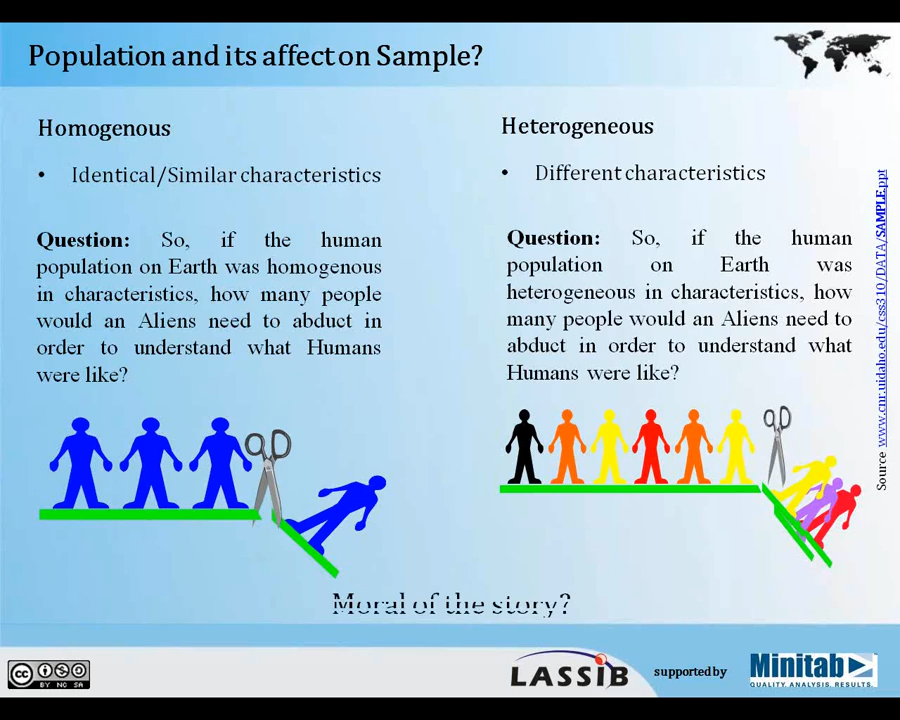 Population and its affect on Sample?
Homogenous
• Identical/Similar characteristics
Question: So, if the human
population on Earth was homogenous
in characteristics, how many people
would an Aliens need to abduct in
order to understand what Humans
were like?
Heterogeneous
• Different characteristics
Question: So, if the human
population on Earth was
heterogeneous in characteristics, how
many people would an Aliens need to
abduct in order to understand what
Humans were like?
Source www.cnr.uidaho.edu/css310/DATA/SAMPLE.ppt
Moral of the story?
cc BY NC SA
LASSIB
supported by
Minitab
QUALITY. ANALYSIS. RESULTS.